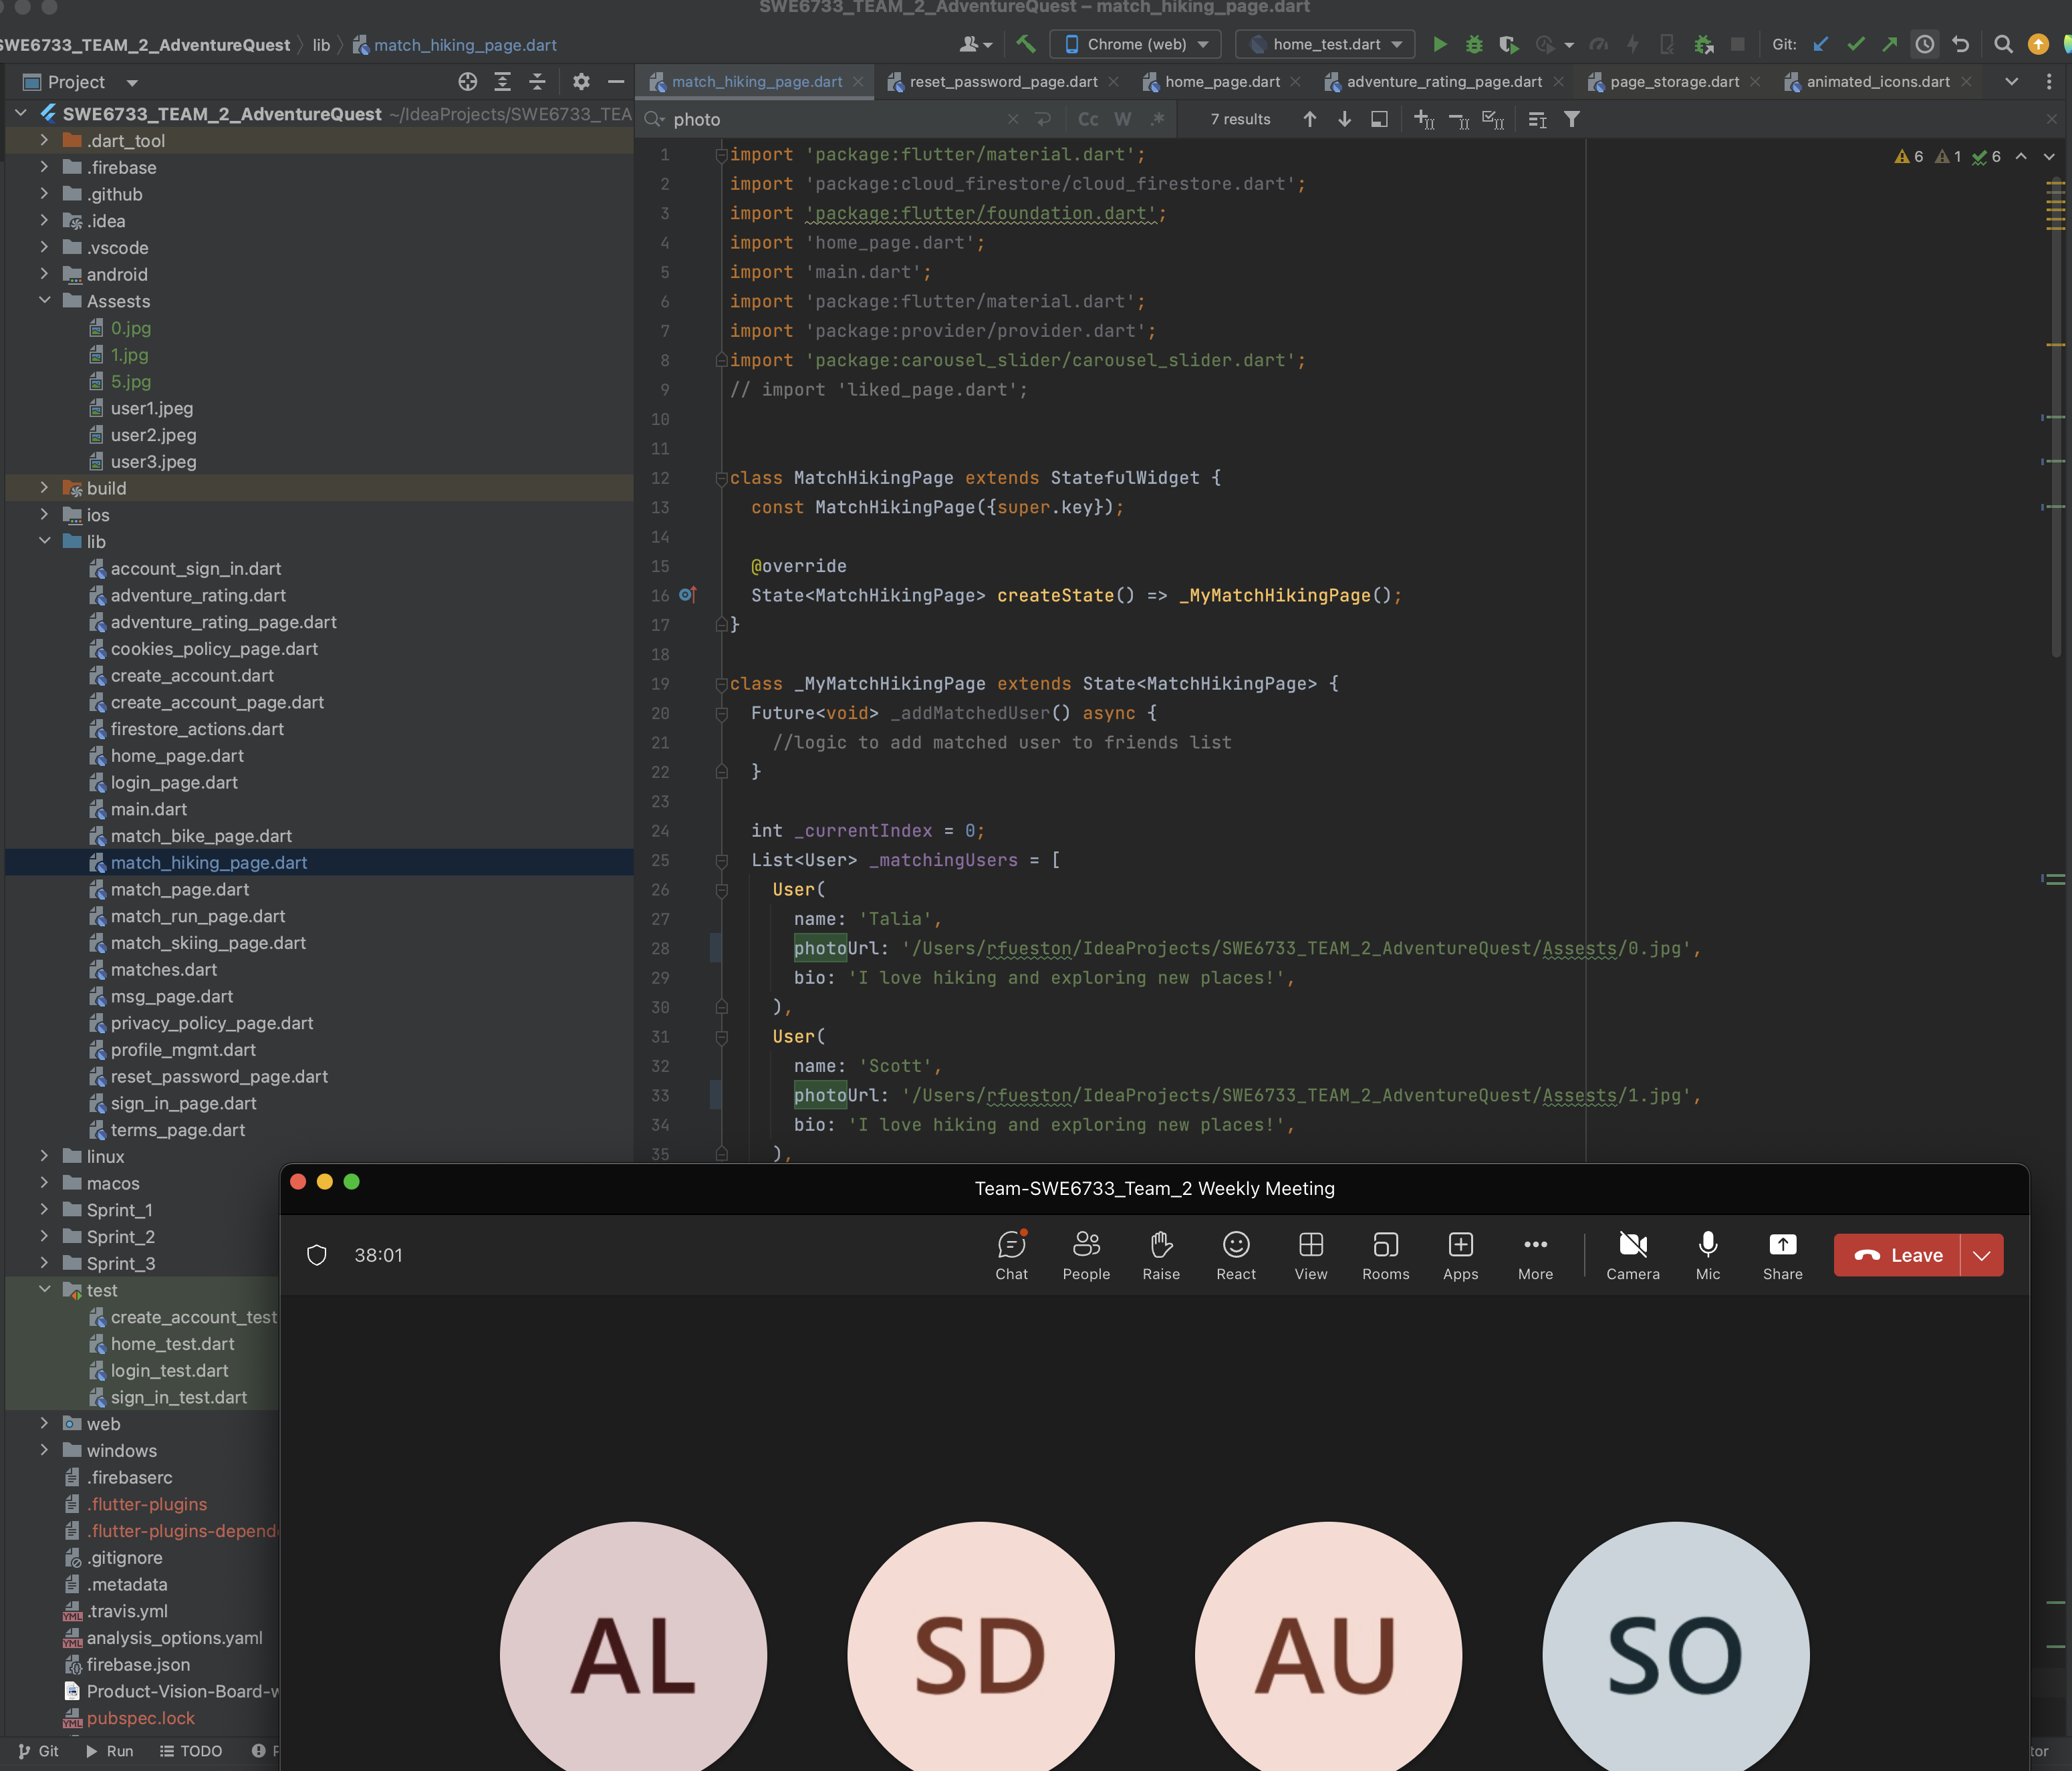 SWE6733_TEAM_2_AdventureQuest – match_hiking_page.dart
SWE6733_TEAM_2_AdventureQuest
lib
match_hiking_page.dart
Chrome (web)
home_test.dart
Git:
Project
match_hiking_page.dart
reset_password_page.dart
home_page.dart
adventure_rating_page.dart
page_storage.dart
animated_icons.dart
SWE6733_TEAM_2_AdventureQuest ~/IdeaProjects/SWE6733_TEA
photo
Cc
W
.*
7 results
6
1
6
.dart_tool
.firebase
.github
.idea
.vscode
android
Assests
0.jpg
1.jpg
5.jpg
user1.jpeg
user2.jpeg
user3.jpeg
build
ios
lib
account_sign_in.dart
adventure_rating.dart
adventure_rating_page.dart
cookies_policy_page.dart
create_account.dart
create_account_page.dart
firestore_actions.dart
home_page.dart
login_page.dart
main.dart
match_bike_page.dart
match_hiking_page.dart
match_page.dart
match_run_page.dart
match_skiing_page.dart
matches.dart
msg_page.dart
privacy_policy_page.dart
profile_mgmt.dart
reset_password_page.dart
sign_in_page.dart
terms_page.dart
linux
macos
Sprint_1
Sprint_2
Sprint_3
test
create_account_test
home_test.dart
login_test.dart
sign_in_test.dart
web
windows
.firebaserc
.flutter-plugins
.flutter-plugins-depend
.gitignore
.metadata
YML .travis.yml
YML analysis_options.yaml
firebase.json
Product-Vision-Board-w
YML pubspec.lock
Git
Run
TODO
1 import 'package:flutter/material.dart';
2 import 'package:cloud_firestore/cloud_firestore.dart';
3 import 'package:flutter/foundation.dart';
4 import 'home_page.dart';
5 import 'main.dart';
6 import 'package:flutter/material.dart';
7 import 'package:provider/provider.dart';
8 import 'package:carousel_slider/carousel_slider.dart';
9 // import 'liked_page.dart';
10
11
12 class MatchHikingPage extends StatefulWidget {
13 const MatchHikingPage({super.key});
14
15 @override
16 State<MatchHikingPage> createState() => _MyMatchHikingPage();
17 }
18
19 class _MyMatchHikingPage extends State<MatchHikingPage> {
20 Future<void> _addMatchedUser() async {
21 //logic to add matched user to friends list
22 }
23
24 int _currentIndex = 0;
25 List<User> _matchingUsers = [
26 User(
27 name: 'Talia',
28 photoUrl: '/Users/rfueston/IdeaProjects/SWE6733_TEAM_2_AdventureQuest/Assests/0.jpg',
29 bio: 'I love hiking and exploring new places!',
30 ),
31 User(
32 name: 'Scott',
33 photoUrl: '/Users/rfueston/IdeaProjects/SWE6733_TEAM_2_AdventureQuest/Assests/1.jpg',
34 bio: 'I love hiking and exploring new places!',
35 ),
Team-SWE6733_Team_2 Weekly Meeting
38:01
Chat
People
Raise
React
View
Rooms
Apps
More
Camera
Mic
Share
Leave
AL
SD
AU
SO
tor